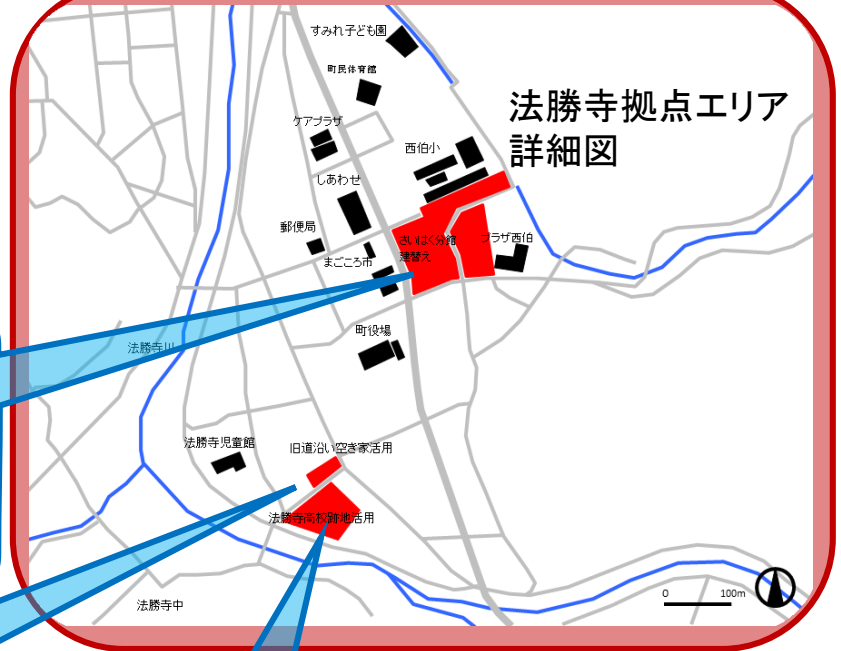 すみれ子ども園
町民体育館
法勝寺拠点エリア
詳細図
ケアプラザ
西伯小
しあわせ
郵便局
さいはく分館
建替え
プラザ西伯
まごころ市
町役場
法勝寺川
法勝寺児童館
旧道沿い空き家活用
法勝寺高校跡地活用
法勝寺中
0 100m